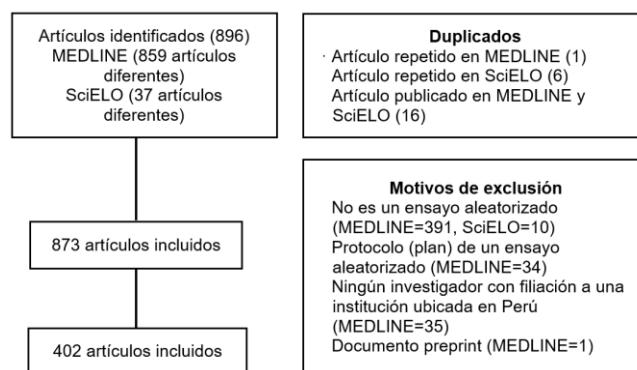 Artículos identificados (896)
MEDLINE (859 artículos
diferentes)
SciELO (37 artículos
diferentes)
Duplicados
Artículo repetido en MEDLINE (1)
Artículo repetido en SciELO (6)
Artículo publicado en MEDLINE y
SciELO (16)
873 artículos incluidos
Motivos de exclusión
No es un ensayo aleatorizado
(MEDLINE=391, SciELO=10)
Protocolo (plan) de un ensayo
aleatorizado (MEDLINE=34)
Ningún investigador con filiación a una
institución ubicada en Perú
(MEDLINE=35)
Documento preprint (MEDLINE=1)
402 artículos incluidos